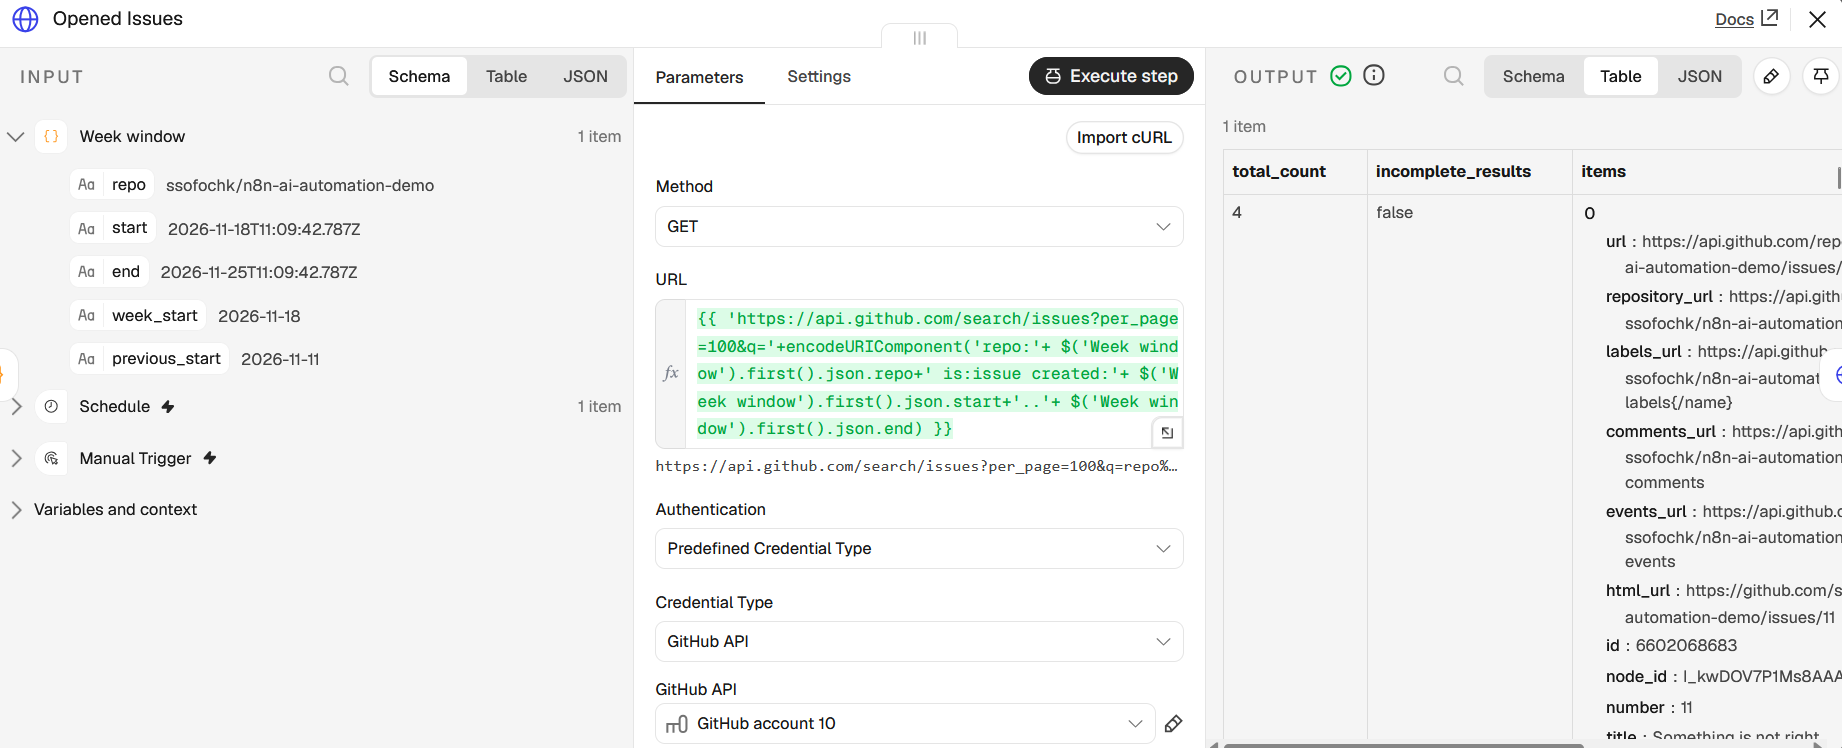 Opened Issues
Docs
INPUT
Schema
Table
JSON
Week window
1 item
Aa repo ssofochk/n8n-ai-automation-demo
Aa start 2026-11-18T11:09:42.787Z
Aa end 2026-11-25T11:09:42.787Z
Aa week_start 2026-11-18
Aa previous_start 2026-11-11
Schedule
1 item
Manual Trigger
Variables and context
Parameters
Settings
Execute step
Import cURL
Method
GET
URL
fx
{{ 'https://api.github.com/search/issues?per_page
=100&q='+encodeURIComponent('repo:'+ $('Week wind
ow').first().json.repo+' is:issue created:'+ $('W
eek window').first().json.start+'..'+ $('Week win
dow').first().json.end) }}
https://api.github.com/search/issues?per_page=100&q=repo%…
Authentication
Predefined Credential Type
Credential Type
GitHub API
GitHub API
GitHub account 10
OUTPUT
Schema
Table
JSON
1 item
total_count
incomplete_results
items
4
false
0
url : https://api.github.com/rep
ai-automation-demo/issues/
repository_url : https://api.gith
ssofochk/n8n-ai-automation
labels_url : https://api.github
ssofochk/n8n-ai-automat
labels{/name}
comments_url : https://api.gith
ssofochk/n8n-ai-automation
comments
events_url : https://api.github.c
ssofochk/n8n-ai-automation
events
html_url : https://github.com/s
automation-demo/issues/11
id : 6602068683
node_id : I_kwDOV7P1Ms8AAA
number : 11
title : Something is not right